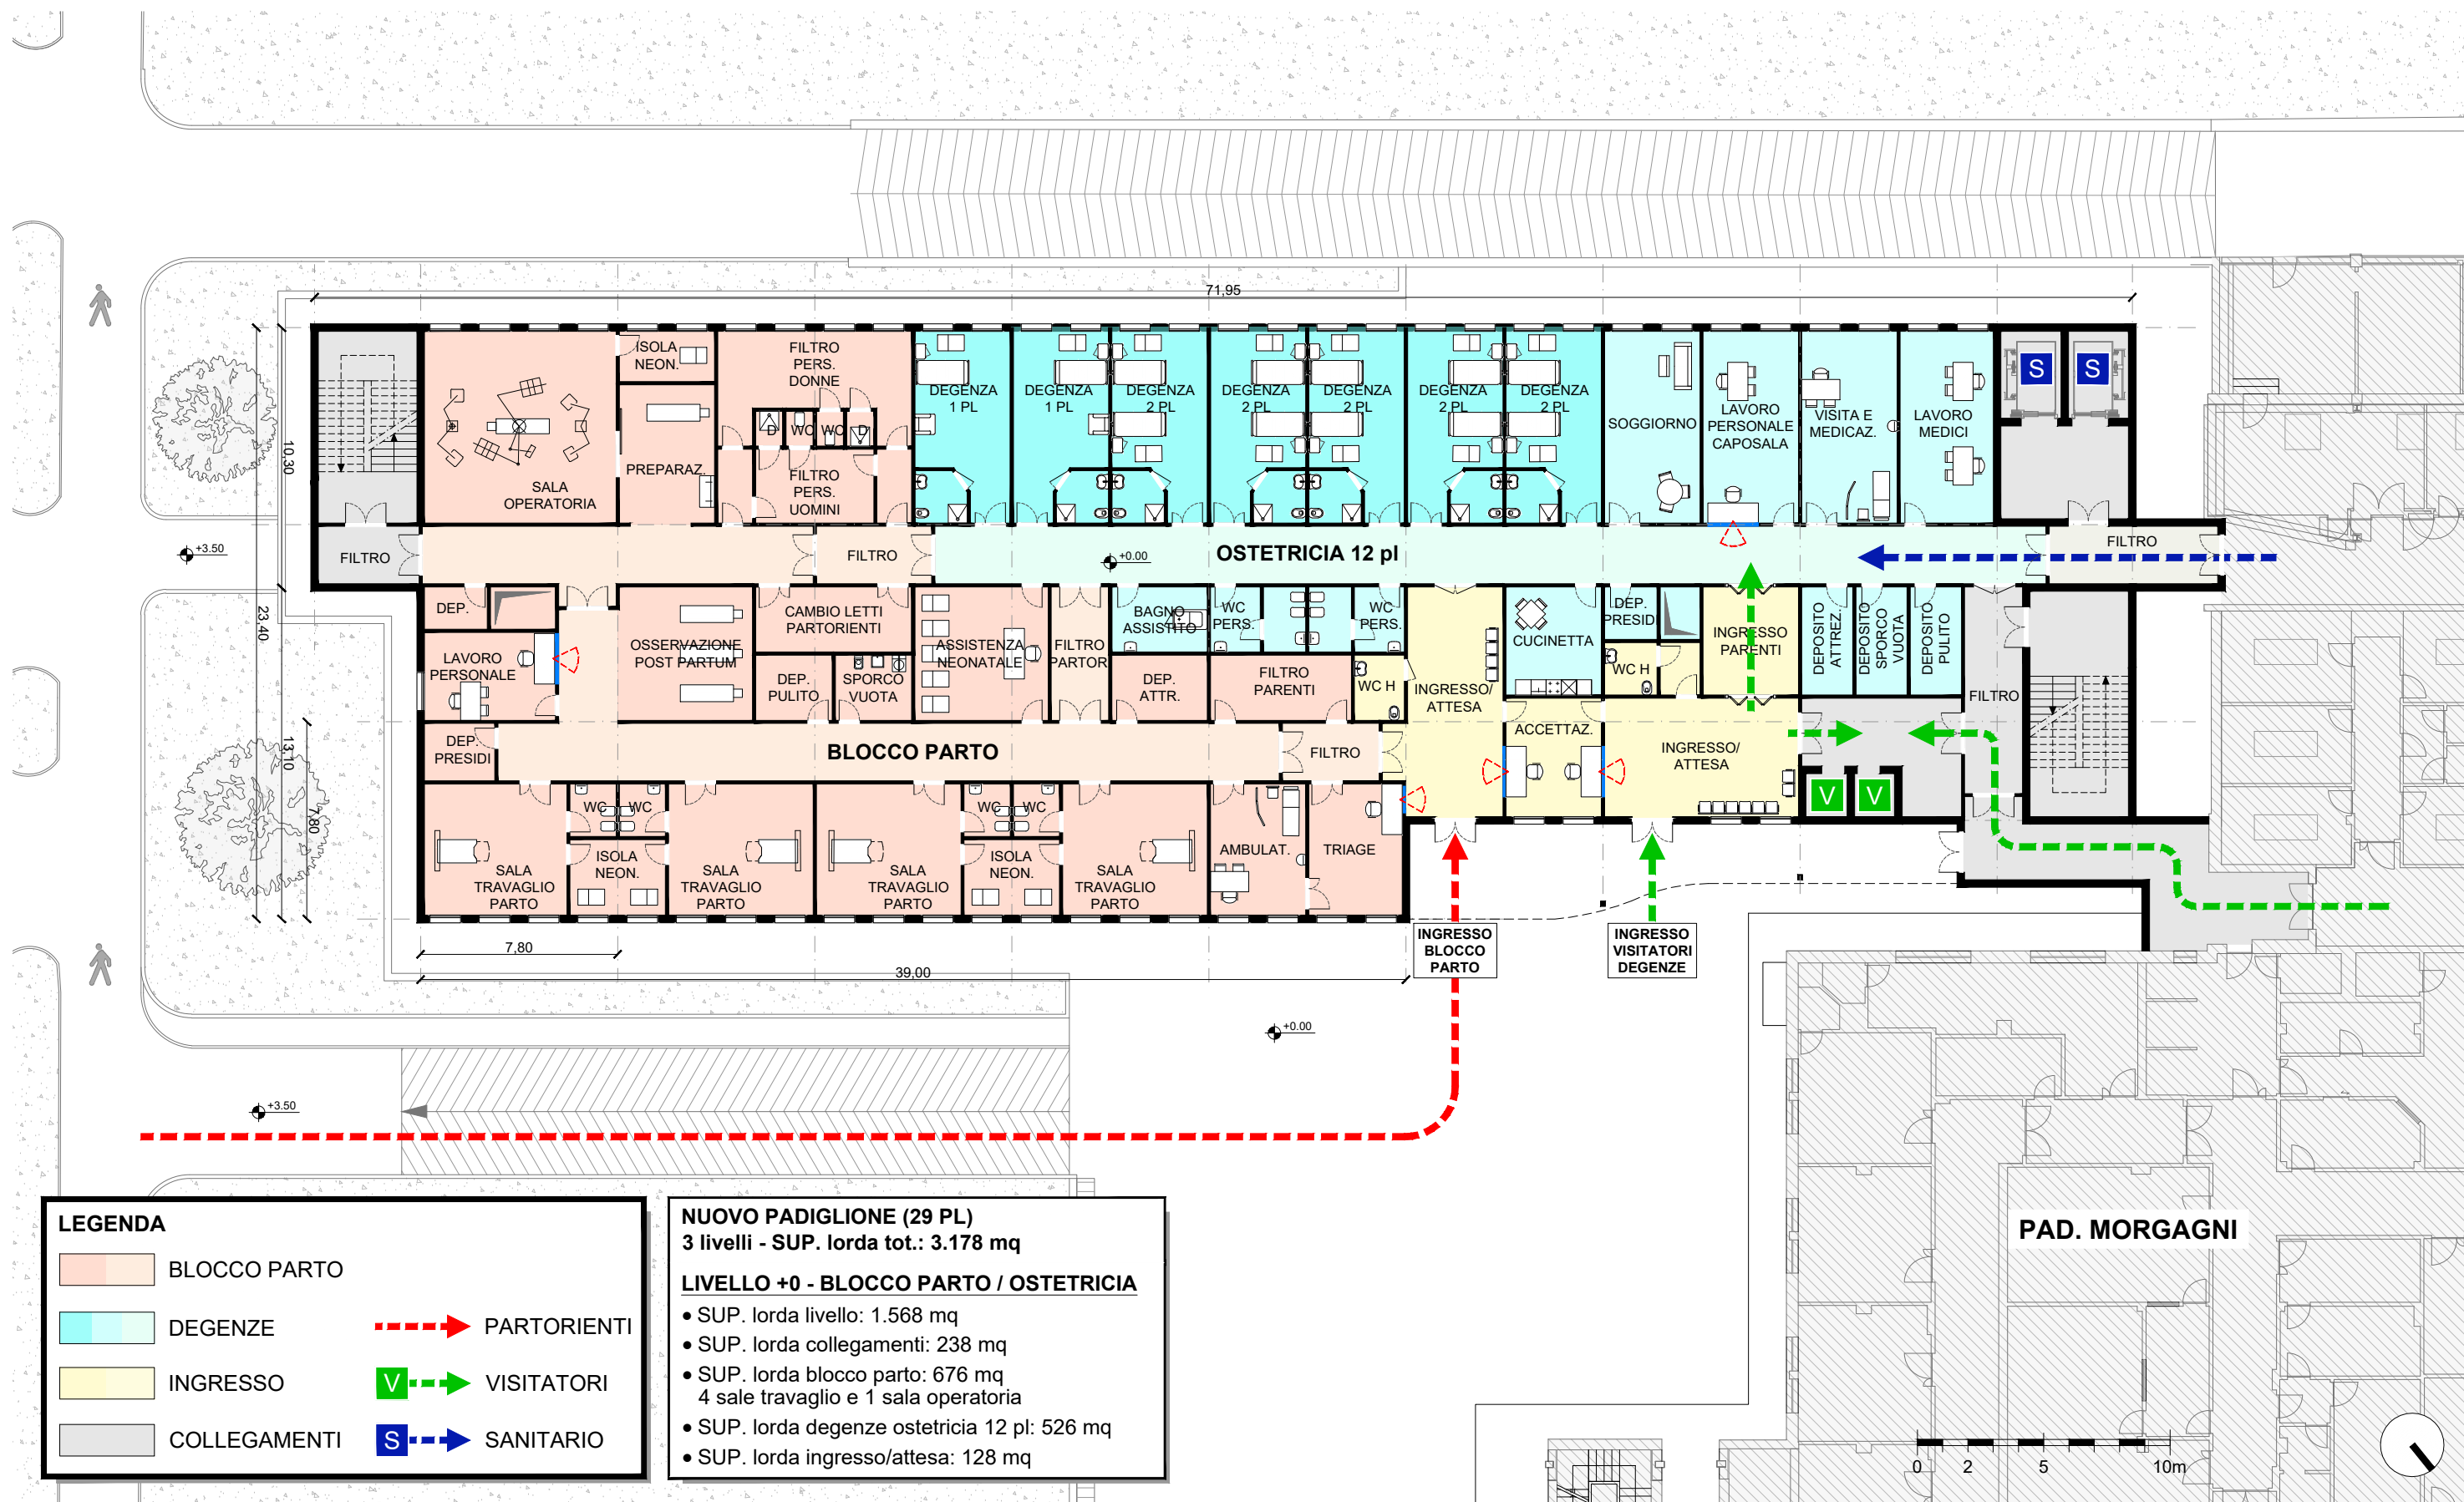 71,95
10,30
23,40
13,10
7,80
7,80
39,00
+3.50
+0.00
+0.00
+3.50
ISOLA
NEON.
FILTRO
PERS.
DONNE
DEGENZA
1 PL
DEGENZA
1 PL
DEGENZA
2 PL
DEGENZA
2 PL
DEGENZA
2 PL
DEGENZA
2 PL
DEGENZA
2 PL
SOGGIORNO
LAVORO
PERSONALE
CAPOSALA
VISITA E
MEDICAZ.
LAVORO
MEDICI
S
S
D
WC
WC
D
SALA
OPERATORIA
PREPARAZ.
FILTRO
PERS.
UOMINI
FILTRO
FILTRO
OSTETRICIA 12 pl
FILTRO
DEP.
LAVORO
PERSONALE
OSSERVAZIONE
POST PARTUM
CAMBIO LETTI
PARTORIENTI
DEP.
PULITO
SPORCO
VUOTA
ASSISTENZA
NEONATALE
FILTRO
PARTOR.
BAGNO
ASSISTITO
WC
PERS.
WC
PERS.
DEP.
ATTR.
FILTRO
PARENTI
WC H
INGRESSO/
ATTESA
CUCINETTA
DEP.
PRESID
WC H
INGRESSO
PARENTI
DEPOSITO
ATTREZ.
DEPOSITO
SPORCO
VUOTA
DEPOSITO
PULITO
FILTRO
DEP.
PRESIDI
BLOCCO PARTO
FILTRO
ACCETTAZ.
INGRESSO/
ATTESA
V
V
SALA
TRAVAGLIO
PARTO
WC
WC
ISOLA
NEON.
SALA
TRAVAGLIO
PARTO
SALA
TRAVAGLIO
PARTO
WC
WC
ISOLA
NEON.
SALA
TRAVAGLIO
PARTO
AMBULAT.
TRIAGE
INGRESSO
BLOCCO
PARTO
INGRESSO
VISITATORI
DEGENZE
PAD. MORGAGNI
LEGENDA
BLOCCO PARTO
DEGENZE
INGRESSO
COLLEGAMENTI
PARTORIENTI
V
VISITATORI
S
SANITARIO
NUOVO PADIGLIONE (29 PL)
3 livelli - SUP. lorda tot.: 3.178 mq
LIVELLO +0 - BLOCCO PARTO / OSTETRICIA
• SUP. lorda livello: 1.568 mq
• SUP. lorda collegamenti: 238 mq
• SUP. lorda blocco parto: 676 mq
4 sale travaglio e 1 sala operatoria
• SUP. lorda degenze ostetricia 12 pl: 526 mq
• SUP. lorda ingresso/attesa: 128 mq
0 2 5 10m